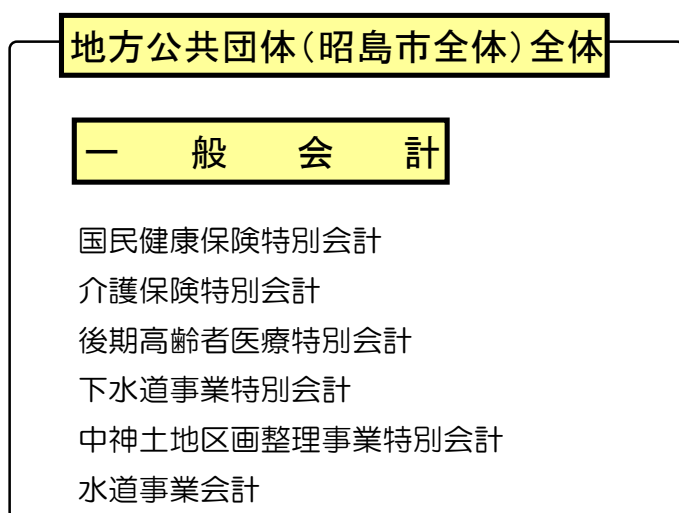 地方公共団体（昭島市全体）全体
一般会計
国民健康保険特別会計
介護保険特別会計
後期高齢者医療特別会計
下水道事業特別会計
中神土地区画整理事業特別会計
水道事業会計